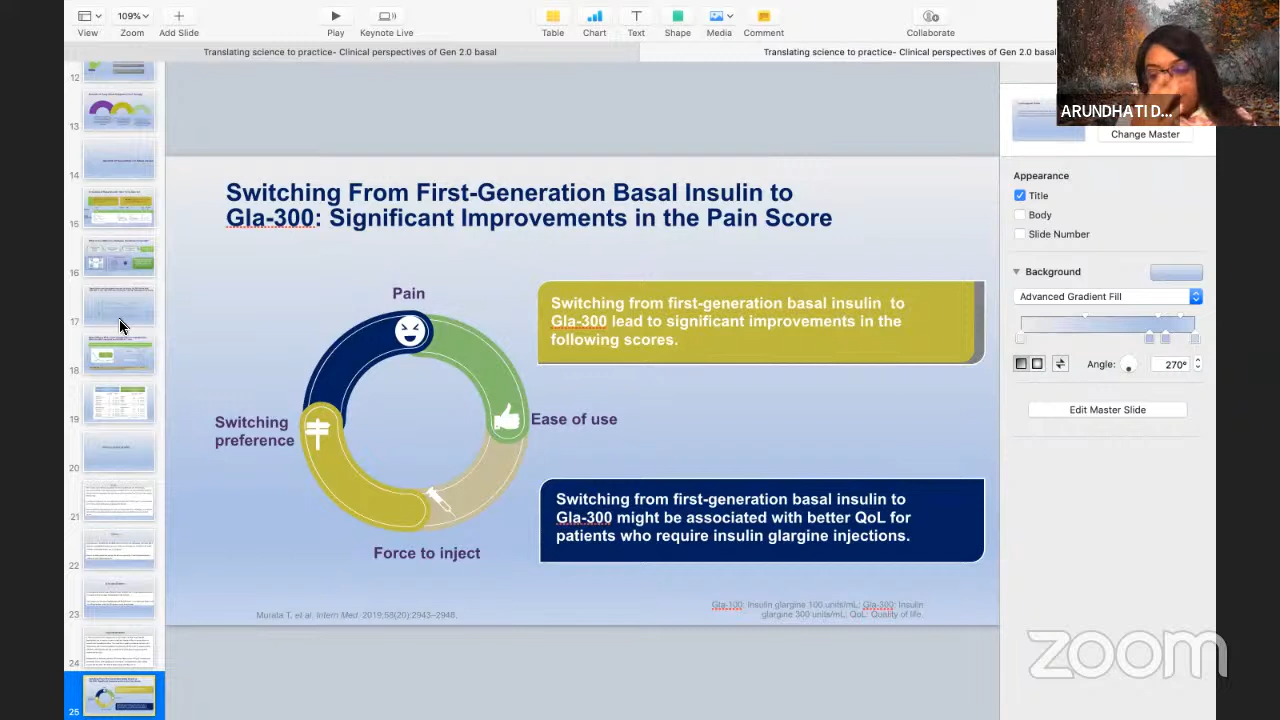 109%
View
Zoom
Add Slide
Play
Keynote Live
Table
Chart
Text
Shape
Media
Comment
Collaborate
Translating science to practice- Clinical perspectives of Gen 2.0 basal
Translating science to practice- Clinical perspectives of Gen 2.0 basal
ARUNDHATI D...
12
13
14
15
16
17
18
19
20
21
22
23
24
25
Switching From First-Generation Basal Insulin to
Gla-300: Significant Improvements in the Pain Score
Pain
Ease of use
Force to inject
Switching
preference
Switching from first-generation basal insulin to
Gla-300 lead to significant improvements in the
following scores.
Switching from first-generation basal insulin to
Gla-300 might be associated with better QoL for
patients who require insulin glargine injections.
Murata T, et al. Intern Med. 2019;58(20):2943–2948.
Gla-100: Insulin glargine 100 units/mL; Gla-300: Insulin
glargine 300 units/mL; QoL: Quality of life.
Change Master
Appearance
Title
Body
Slide Number
Background
Advanced Gradient Fill
Angle:
270°
Edit Master Slide
zoom